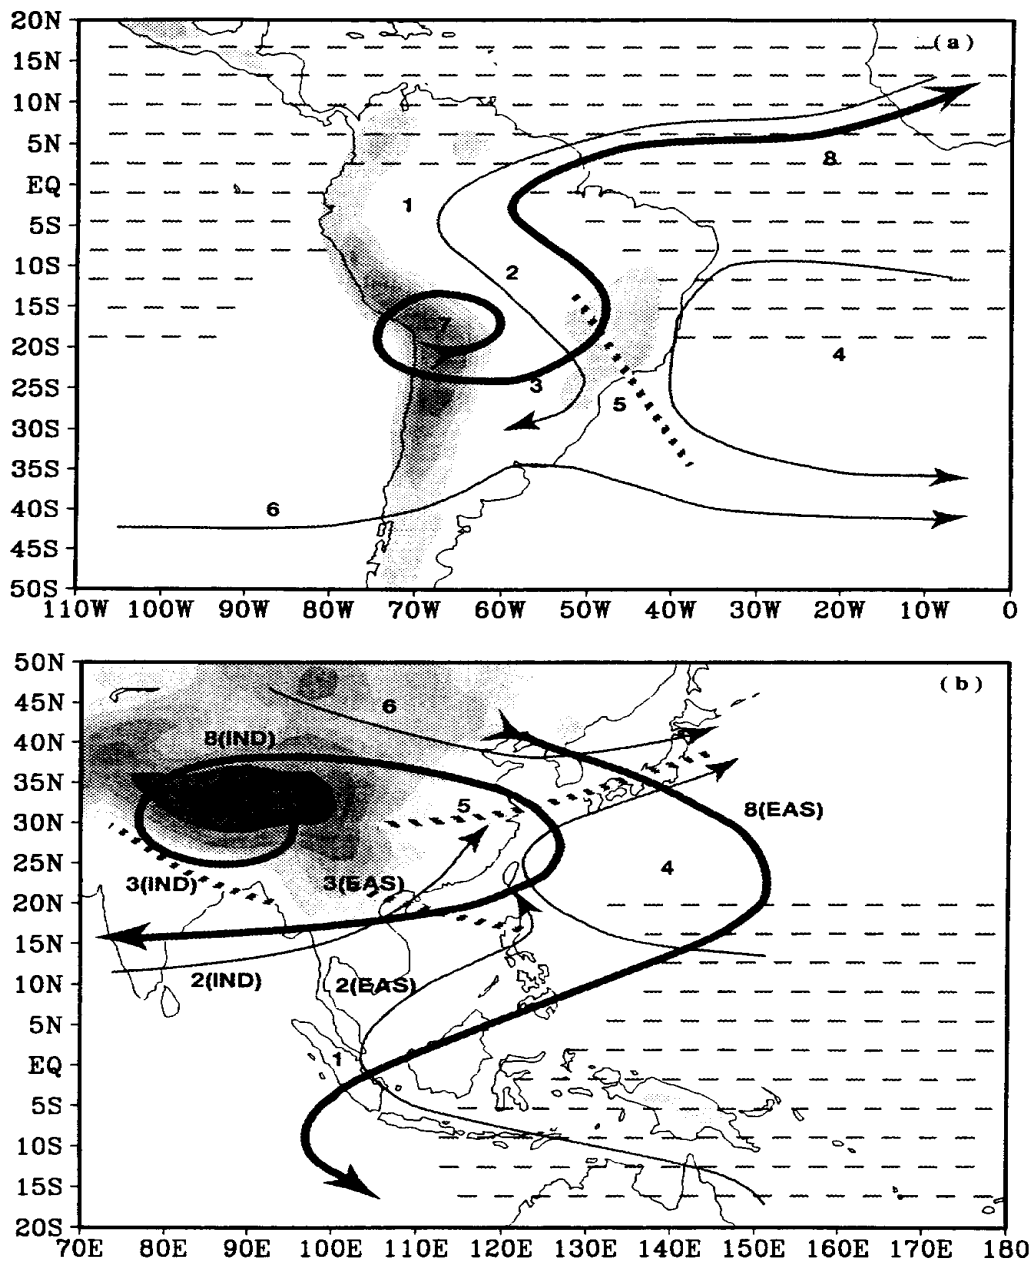 20N
(a)
15N
10N
5N
8
EQ
1
5S
2
10S
15S
7
4
20S
3
25S
5
30S
35S
6
40S
45S
50S
110W 100W 90W 80W 70W 60W 50W 40W 30W 20W 10W 0
50N
(b)
45N
6
40N
8(IND)
35N
5
8(EAS)
30N
25N
3(IND) 3(EAS) 4
20N
15N
2(IND) 2(EAS)
10N
5N
1
EQ
5S
10S
15S
20S
70E 80E 90E 100E 110E 120E 130E 140E 150E 160E 170E 180